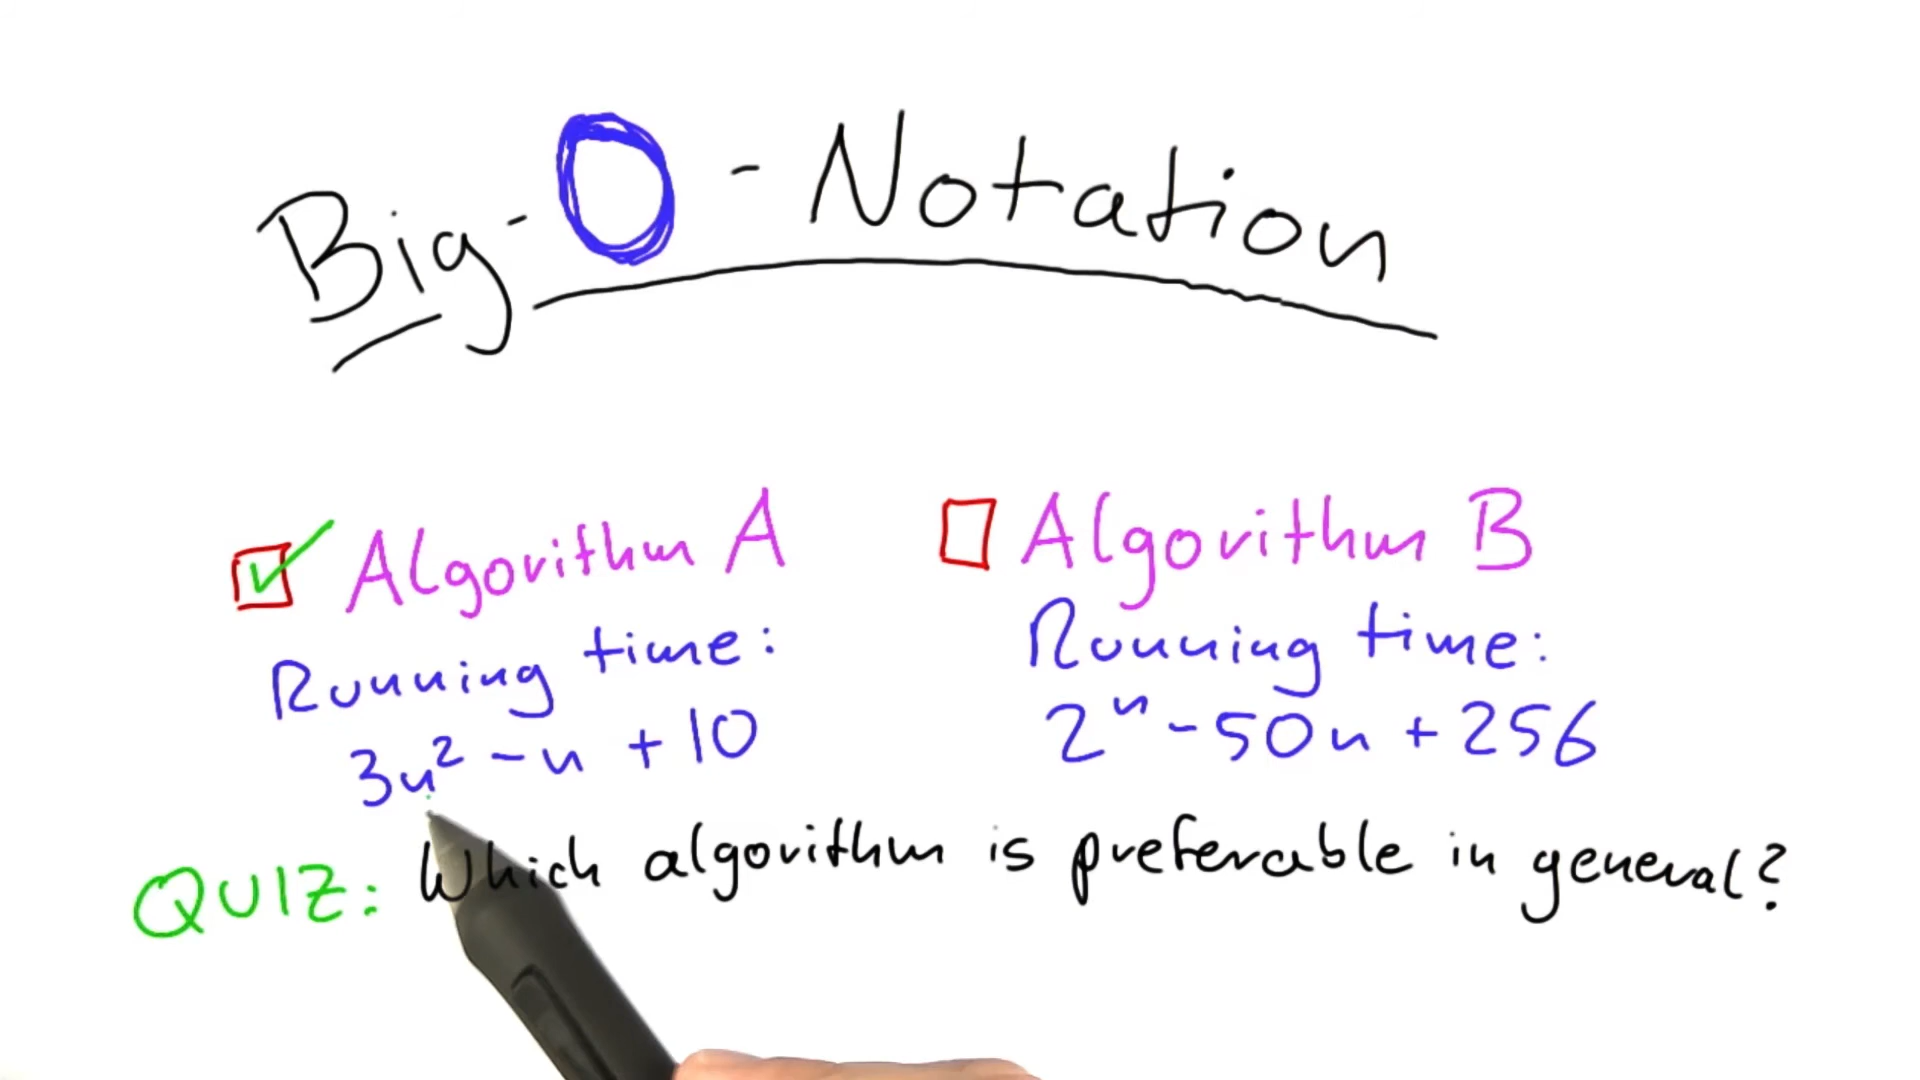 Big-O-Notation
Algorithm A
Running time:
3n² - n + 10
Algorithm B
Running time:
2ⁿ - 50n + 256
QUIZ: Which algorithm is preferable in general?